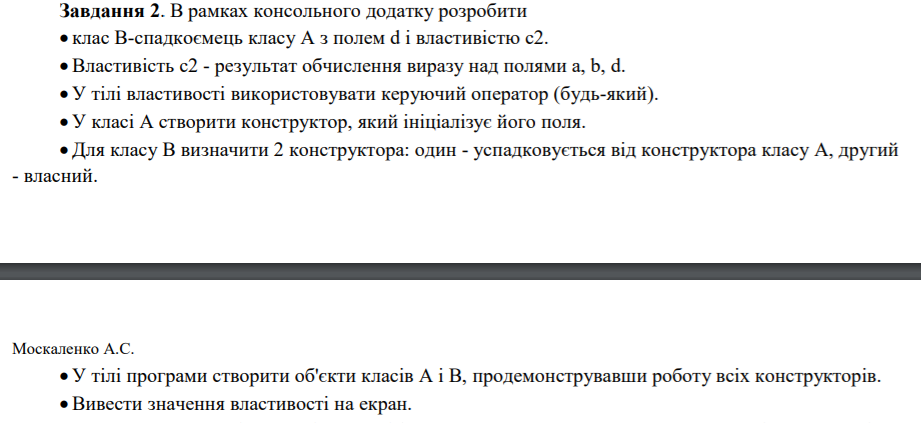 Завдання 2. В рамках консольного додатку розробити
• клас B-спадкоємець класу A з полем d і властивістю c2.
• Властивість c2 - результат обчислення виразу над полями a, b, d.
• У тілі властивості використовувати керуючий оператор (будь-який).
• У класі A створити конструктор, який ініціалізує його поля.
• Для класу B визначити 2 конструктора: один - успадковується від конструктора класу A, другий
- власний.
Москаленко А.С.
• У тілі програми створити об'єкти класів A і B, продемонструвавши роботу всіх конструкторів.
• Вивести значення властивості на екран.